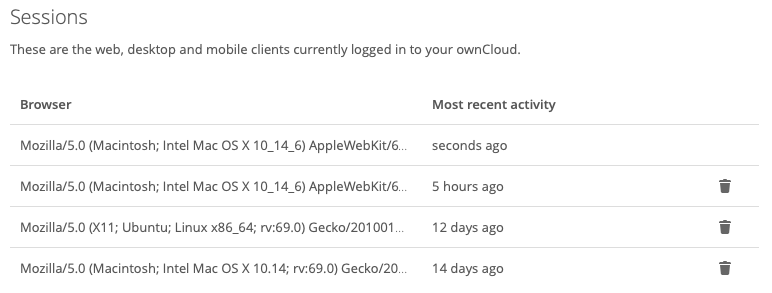 Sessions
These are the web, desktop and mobile clients currently logged in to your ownCloud.
Browser Most recent activity
Mozilla/5.0 (Macintosh; Intel Mac OS X 10_14_6) AppleWebKit/6... seconds ago
Mozilla/5.0 (Macintosh; Intel Mac OS X 10_14_6) AppleWebKit/6... 5 hours ago
Mozilla/5.0 (X11; Ubuntu; Linux x86_64; rv:69.0) Gecko/201001... 12 days ago
Mozilla/5.0 (Macintosh; Intel Mac OS X 10.14; rv:69.0) Gecko/20... 14 days ago